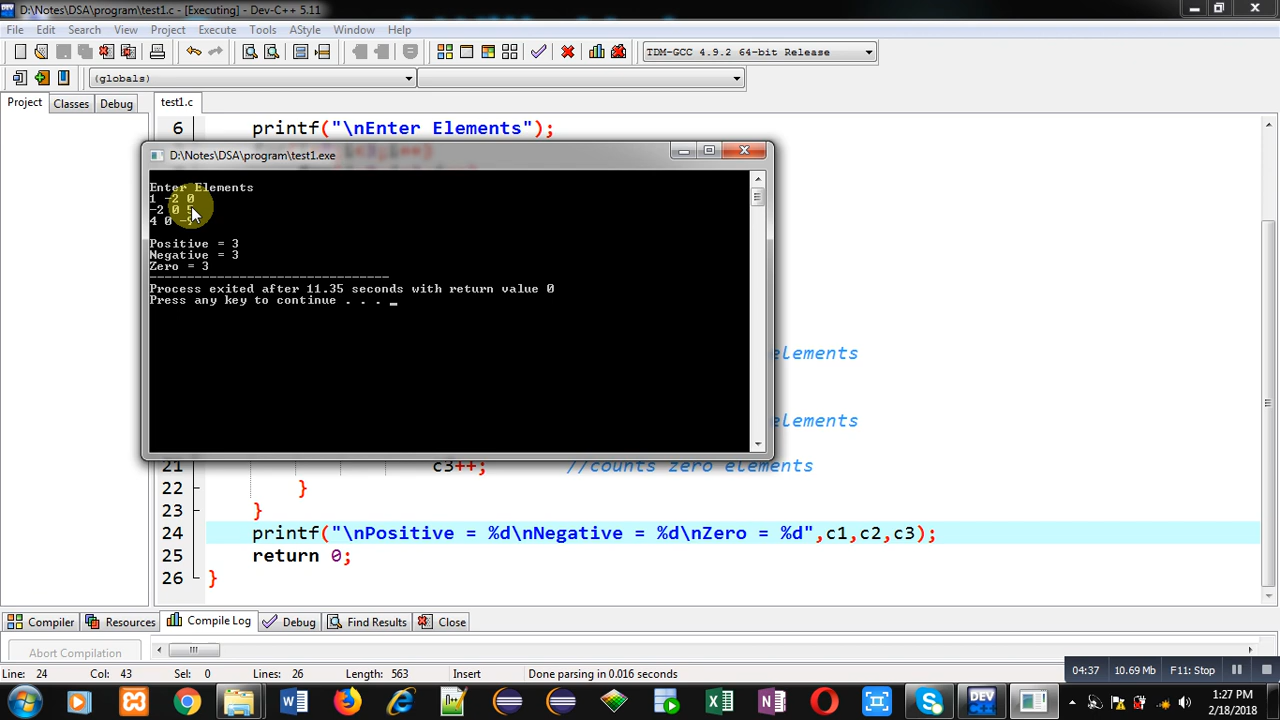 D:\Notes\DSA\program\test1.c - [Executing] - Dev-C++ 5.11
File Edit Search View Project Execute Tools AStyle Window Help
TDM-GCC 4.9.2 64-bit Release
(globals)
Project Classes Debug test1.c
6 printf("\nEnter Elements");
D:\Notes\DSA\program\test1.exe
Enter Elements
1 -2 0
-2 0 5
4 0
Positive = 3
Negative = 3
Zero = 3
--------------------------------
Process exited after 11.35 seconds with return value 0
Press any key to continue . . . _
elements
elements
21 c3++; //counts zero elements
22 }
23 }
24 printf("\nPositive = %d\nNegative = %d\nZero = %d",c1,c2,c3);
25 return 0;
26 }
Compiler Resources Compile Log Debug Find Results Close
Abort Compilation
Line: 24 Col: 43 Sel: 0 Lines: 26 Length: 563 Insert Done parsing in 0.016 seconds
04:37 10.69 Mb F11: Stop
1:27 PM
2/18/2018